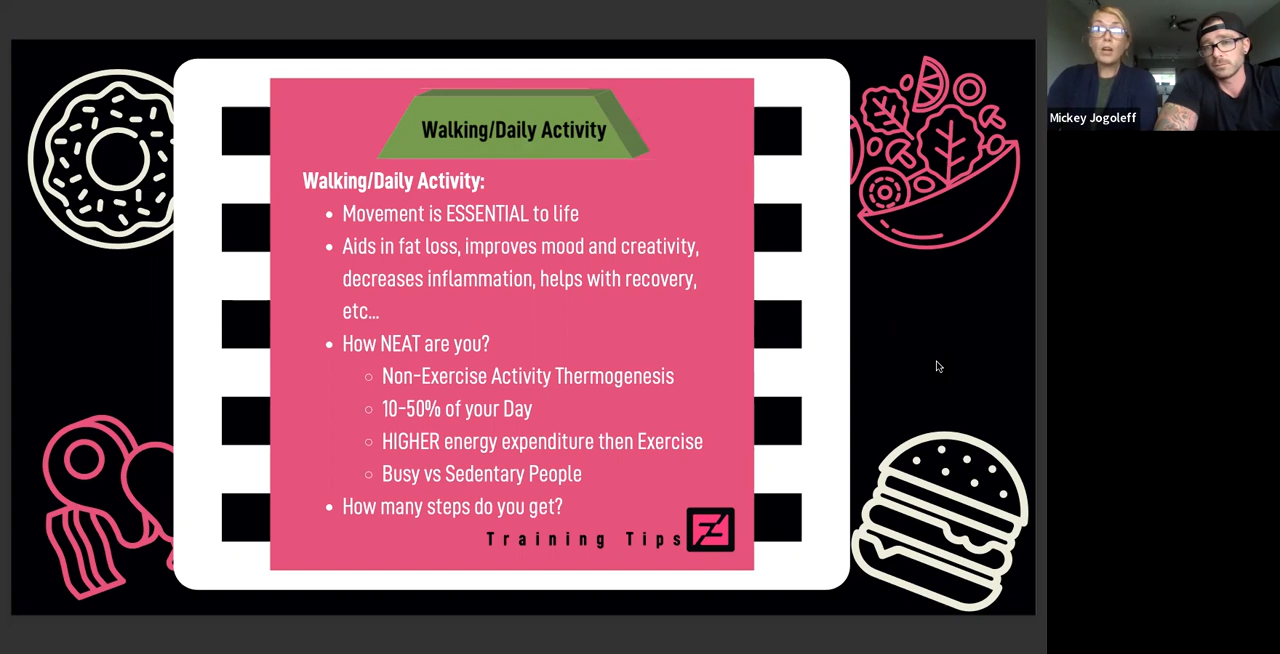 Walking/Daily Activity
Walking/Daily Activity:
Movement is ESSENTIAL to life
Aids in fat loss, improves mood and creativity,
decreases inflammation, helps with recovery,
etc...
How NEAT are you?
Non-Exercise Activity Thermogenesis
10-50% of your Day
HIGHER energy expenditure then Exercise
Busy vs Sedentary People
How many steps do you get?
Training Tips
Mickey Jogoleff